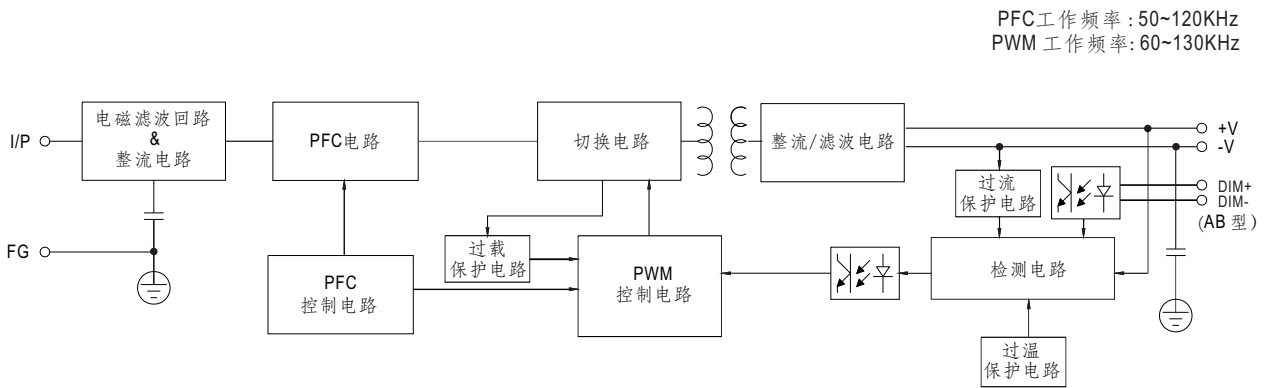 PFC工作频率:50~120KHz
PWM 工作频率:60~130KHz
I/P
电磁滤波回路
&
整流电路
PFC电路
切换电路
整流/滤波电路
+V
-V
过流
保护电路
DIM+
DIM-
(AB 型)
FG
过载
保护电路
PFC
控制电路
PWM
控制电路
检测电路
过温
保护电路